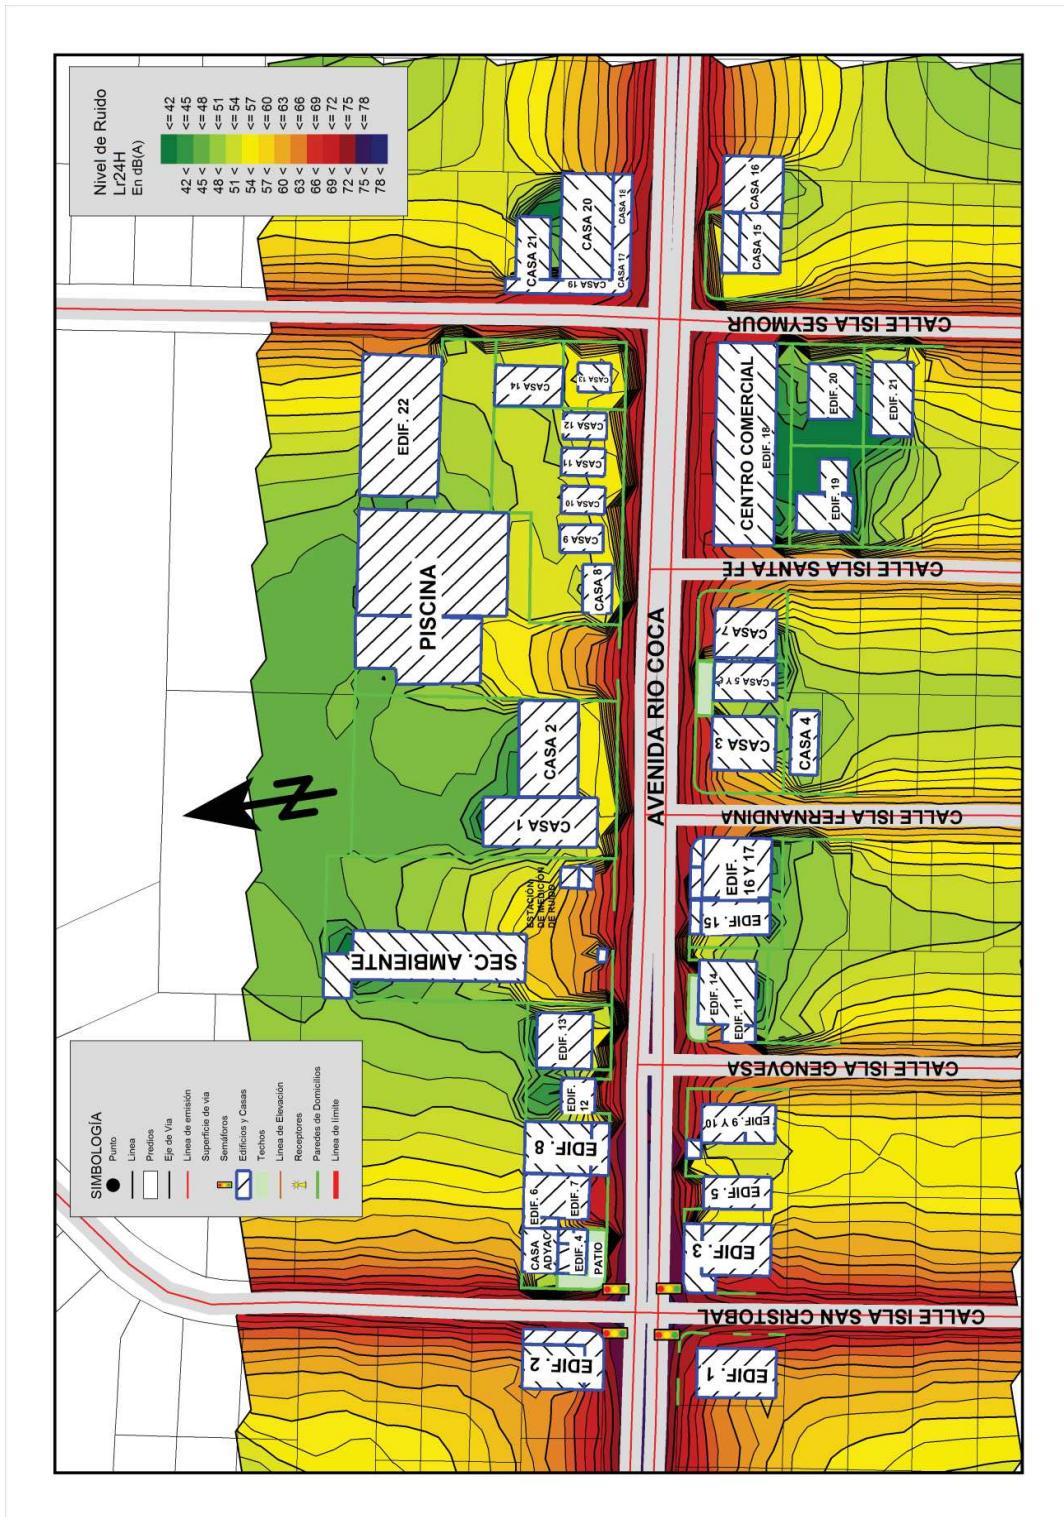 Nivel de Ruido
Lr24H
En dB(A)
<= 42
42 < <= 45
45 < <= 48
48 < <= 51
51 < <= 54
54 < <= 57
57 < <= 60
60 < <= 63
63 < <= 66
66 < <= 69
69 < <= 72
72 < <= 75
75 < <= 78
78 <
SIMBOLOGÍA
Punto
Linea
Predios
Eje de Via
Linea de emisión
Superficie de via
Semáforos
Edificios y Casas
Techos
Linea de Elevación
Receptores
Paredes de Domicilios
Linea de límite
N
EDIF. 2
CASA ADYAC
EDIF. 4
PATIO
EDIF. 6
EDIF. 7
EDIF. 8
EDIF. 12
EDIF. 13
SEC. AMBIENTE
ESTACIÓN
DE MEDICIÓN
DE RUIDO
CASA 1
CASA 2
PISCINA
EDIF. 22
CASA 8
CASA 9
CASA 10
CASA 11
CASA 12
CASA 13
CASA 14
CASA 21
CASA 19
CASA 20
CASA 17
CASA 18
AVENIDA RIO COCA
EDIF. 1
CALLE ISLA SAN CRISTOBAL
EDIF. 3
EDIF. 5
EDIF. 9 Y 10
CALLE ISLA GENOVESA
EDIF. 14
EDIF. 11
EDIF. 15
EDIF.
16 Y 17
CALLE ISLA FERNANDINA
CASA 3
CASA 4
CASA 5 Y 6
CASA 7
CALLE ISLA SANTA FE
CENTRO COMERCIAL
EDIF. 18
EDIF. 19
EDIF. 20
EDIF. 21
CALLE ISLA SEYMOUR
CASA 15
CASA 16